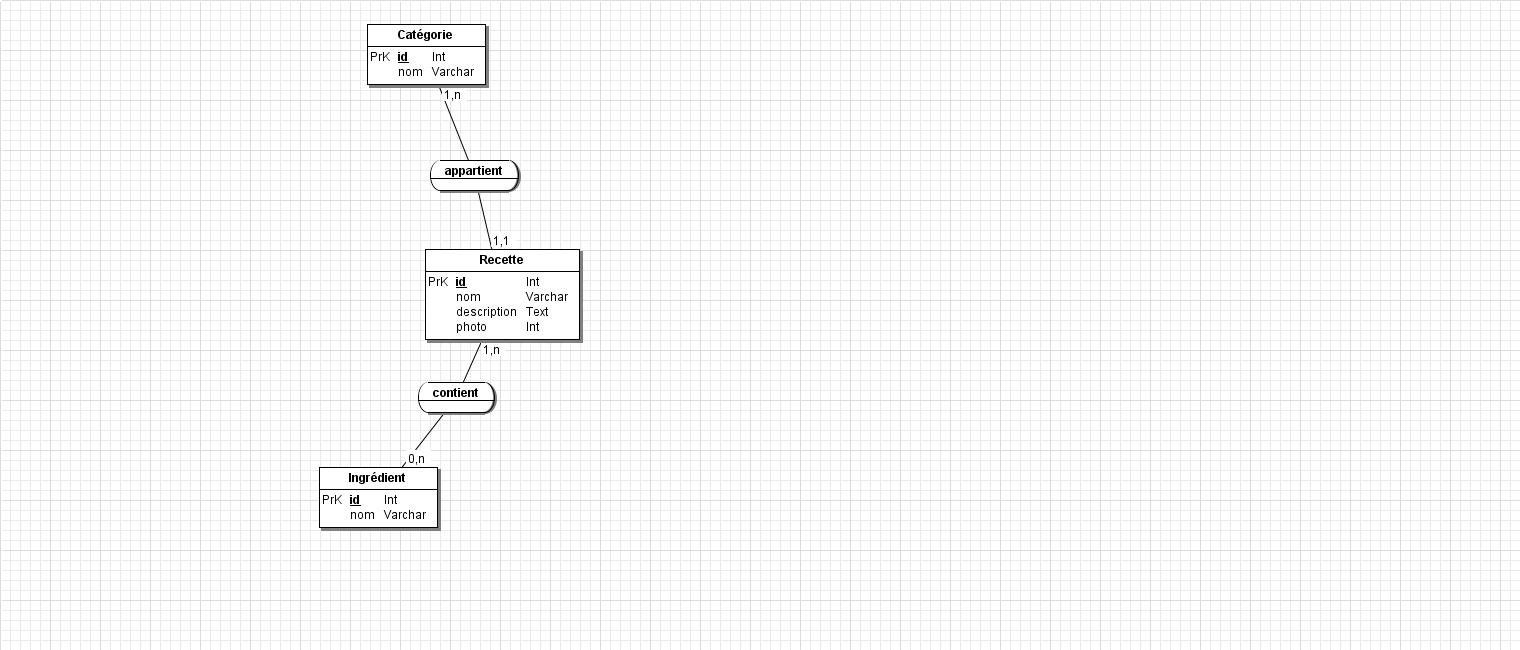 Catégorie
PrK id Int
nom Varchar
1,n
appartient
1,1
Recette
PrK id Int
nom Varchar
description Text
photo Int
1,n
contient
0,n
Ingrédient
PrK id Int
nom Varchar